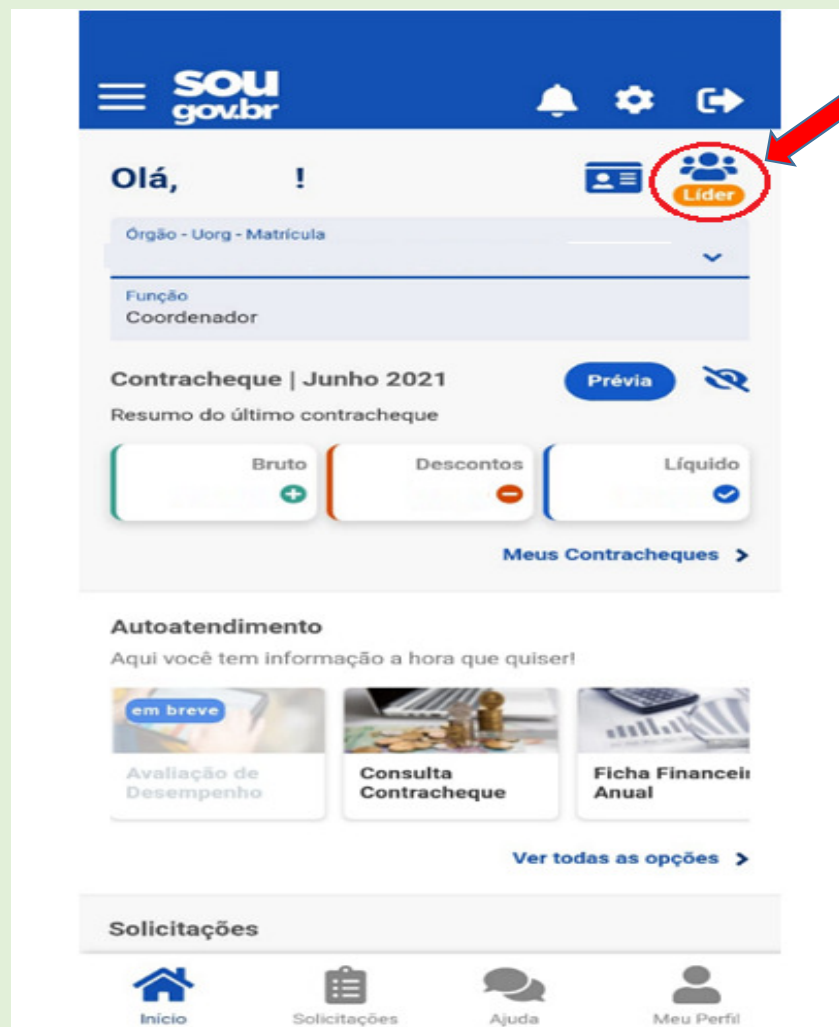 sou
gov.br
Olá, !
Líder
Órgão - Uorg - Matrícula
Função
Coordenador
Contracheque | Junho 2021
Prévia
Resumo do último contracheque
Bruto
Descontos
Líquido
Meus Contracheques
Autoatendimento
Aqui você tem informação a hora que quiser!
em breve
Avaliação de
Desempenho
Consulta
Contracheque
Ficha Financei
Anual
Ver todas as opções
Solicitações
Início
Solicitações
Ajuda
Meu Perfil